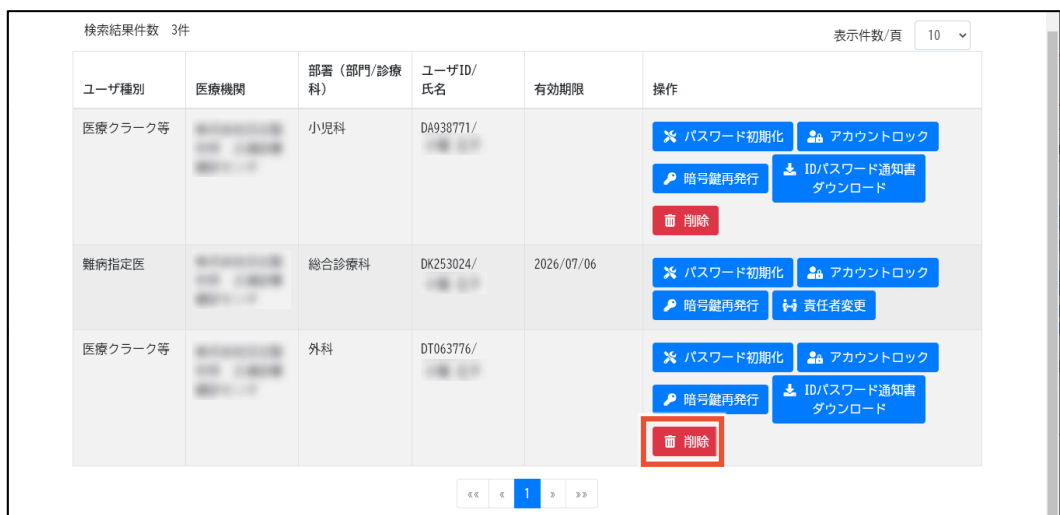 検索結果件数 3件
表示件数/頁 10
ユーザ種別
医療機関
部署（部門/診療
科）
ユーザID/
氏名
有効期限
操作
医療クラーク等
小児科
DA938771/
パスワード初期化
アカウントロック
暗号鍵再発行
IDパスワード通知書
ダウンロード
削除
難病指定医
総合診療科
DK253024/
2026/07/06
パスワード初期化
アカウントロック
暗号鍵再発行
責任者変更
医療クラーク等
外科
DT063776/
パスワード初期化
アカウントロック
暗号鍵再発行
IDパスワード通知書
ダウンロード
削除
«« « 1 » »»